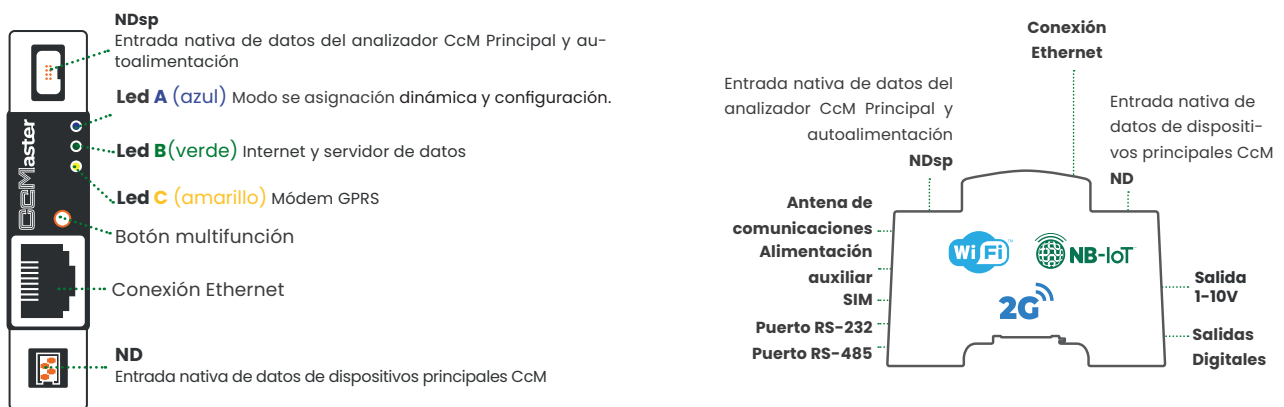 NDsp
Entrada nativa de datos del analizador CcM Principal y au-
toalimentación
Led A (azul) Modo se asignación dinámica y configuración.
Led B(verde) Internet y servidor de datos
Led C (amarillo) Módem GPRS
Botón multifunción
Conexión Ethernet
ND
Entrada nativa de datos de dispositivos principales CcM
CcMaster
Conexión
Ethernet
Entrada nativa de datos del
analizador CcM Principal y
autoalimentación
NDsp
Entrada nativa de
datos de dispositi-
vos principales CcM
ND
Antena de
comunicaciones
Alimentación
auxiliar
SIM
Puerto RS-232
Puerto RS-485
WiFi
NB-IoT
2G
Salida
1-10V
Salidas
Digitales